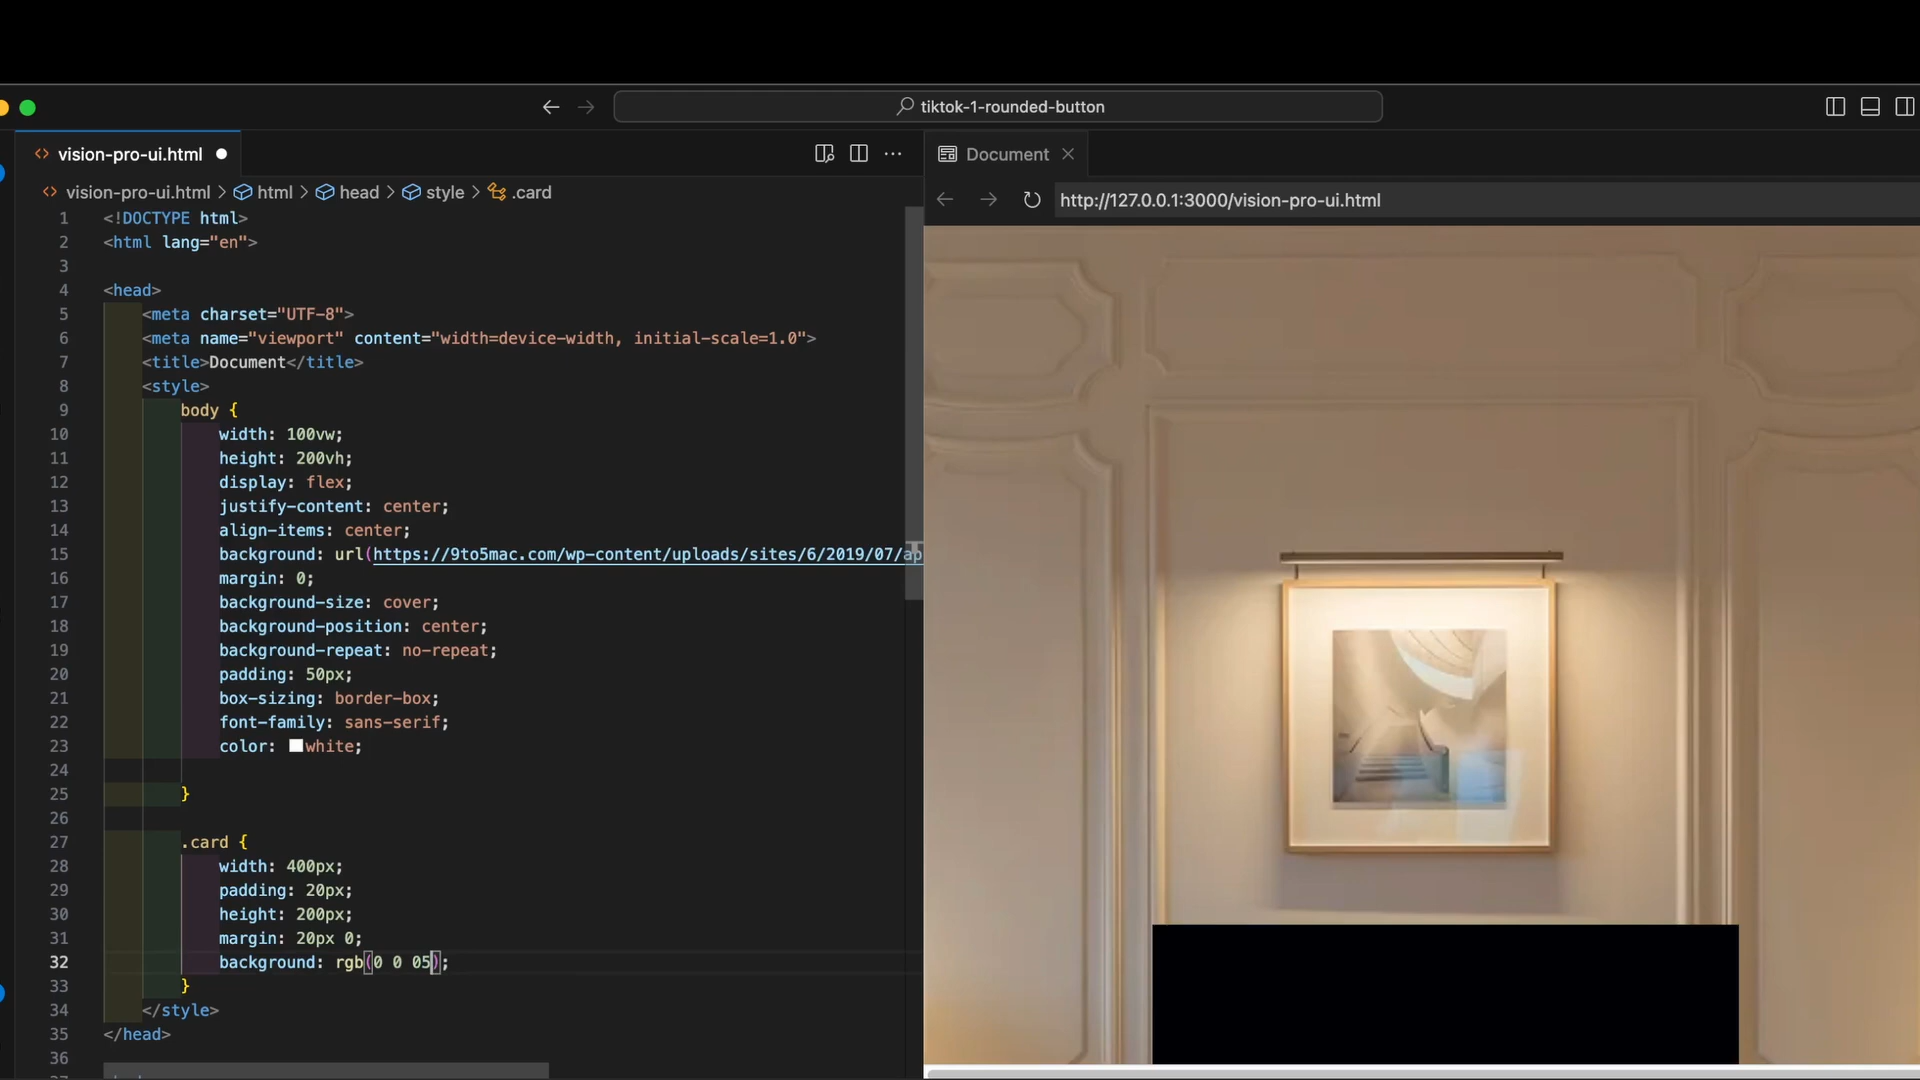 tiktok-1-rounded-button
vision-pro-ui.html
Document
vision-pro-ui.html > html > head > style > .card
http://127.0.0.1:3000/vision-pro-ui.html
1 <!DOCTYPE html>
2 <html lang="en">
3
4 <head>
5 <meta charset="UTF-8">
6 <meta name="viewport" content="width=device-width, initial-scale=1.0">
7 <title>Document</title>
8 <style>
9 body {
10 width: 100vw;
11 height: 200vh;
12 display: flex;
13 justify-content: center;
14 align-items: center;
15 background: url(https://9to5mac.com/wp-content/uploads/sites/6/2019/07/ap
16 margin: 0;
17 background-size: cover;
18 background-position: center;
19 background-repeat: no-repeat;
20 padding: 50px;
21 box-sizing: border-box;
22 font-family: sans-serif;
23 color: white;
24
25 }
26
27 .card {
28 width: 400px;
29 padding: 20px;
30 height: 200px;
31 margin: 20px 0;
32 background: rgb(0 0 05);
33 }
34 </style>
35 </head>
36